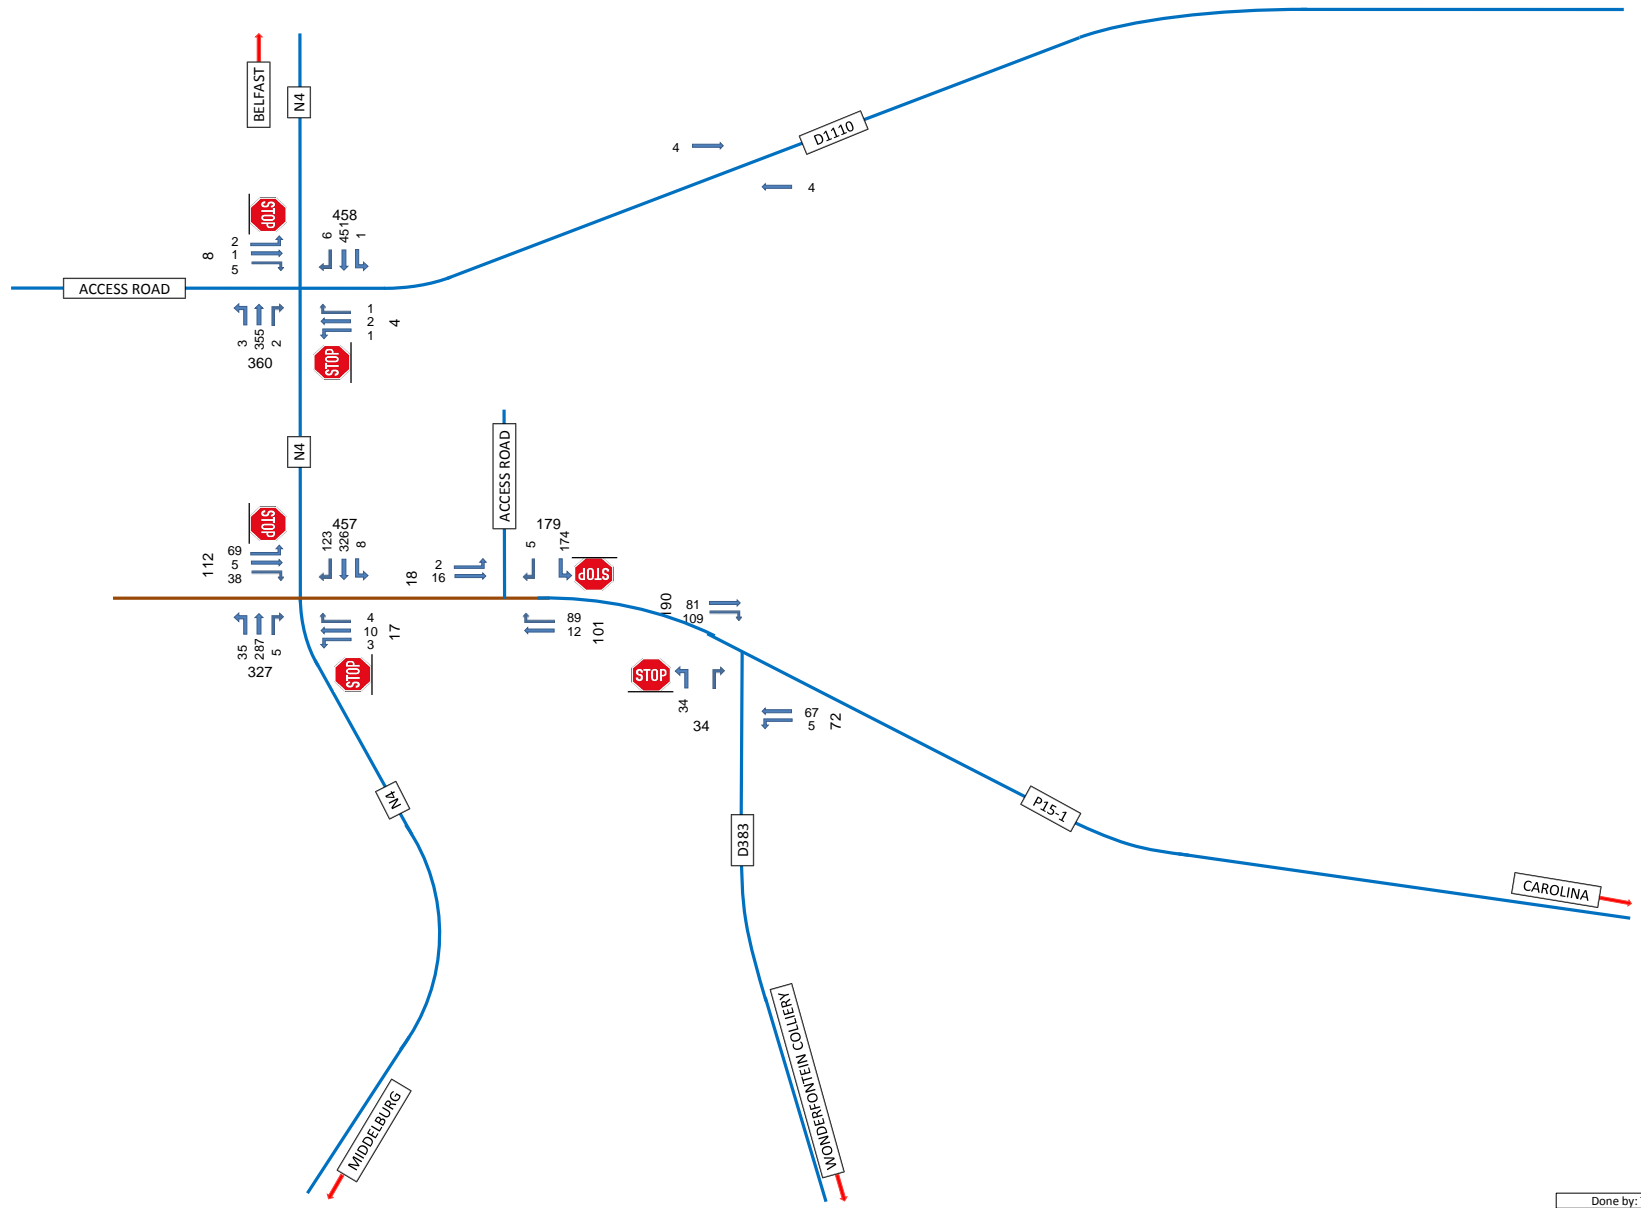 BELFAST
N4
D1110
4
4
STOP
458
6
451
1
8
2
1
5
ACCESS ROAD
3
355
2
360
1
2
1
4
STOP
N4
ACCESS ROAD
STOP
457
123
326
8
112
69
5
38
18
2
16
179
5
174
STOP
190
81
109
35
287
5
327
4
10
3
17
STOP
89
12
101
STOP
34
34
67
5
72
N4
P15-1
D383
CAROLINA
WONDERFONTEIN COLLIERY
MIDDELBURG
Done by: